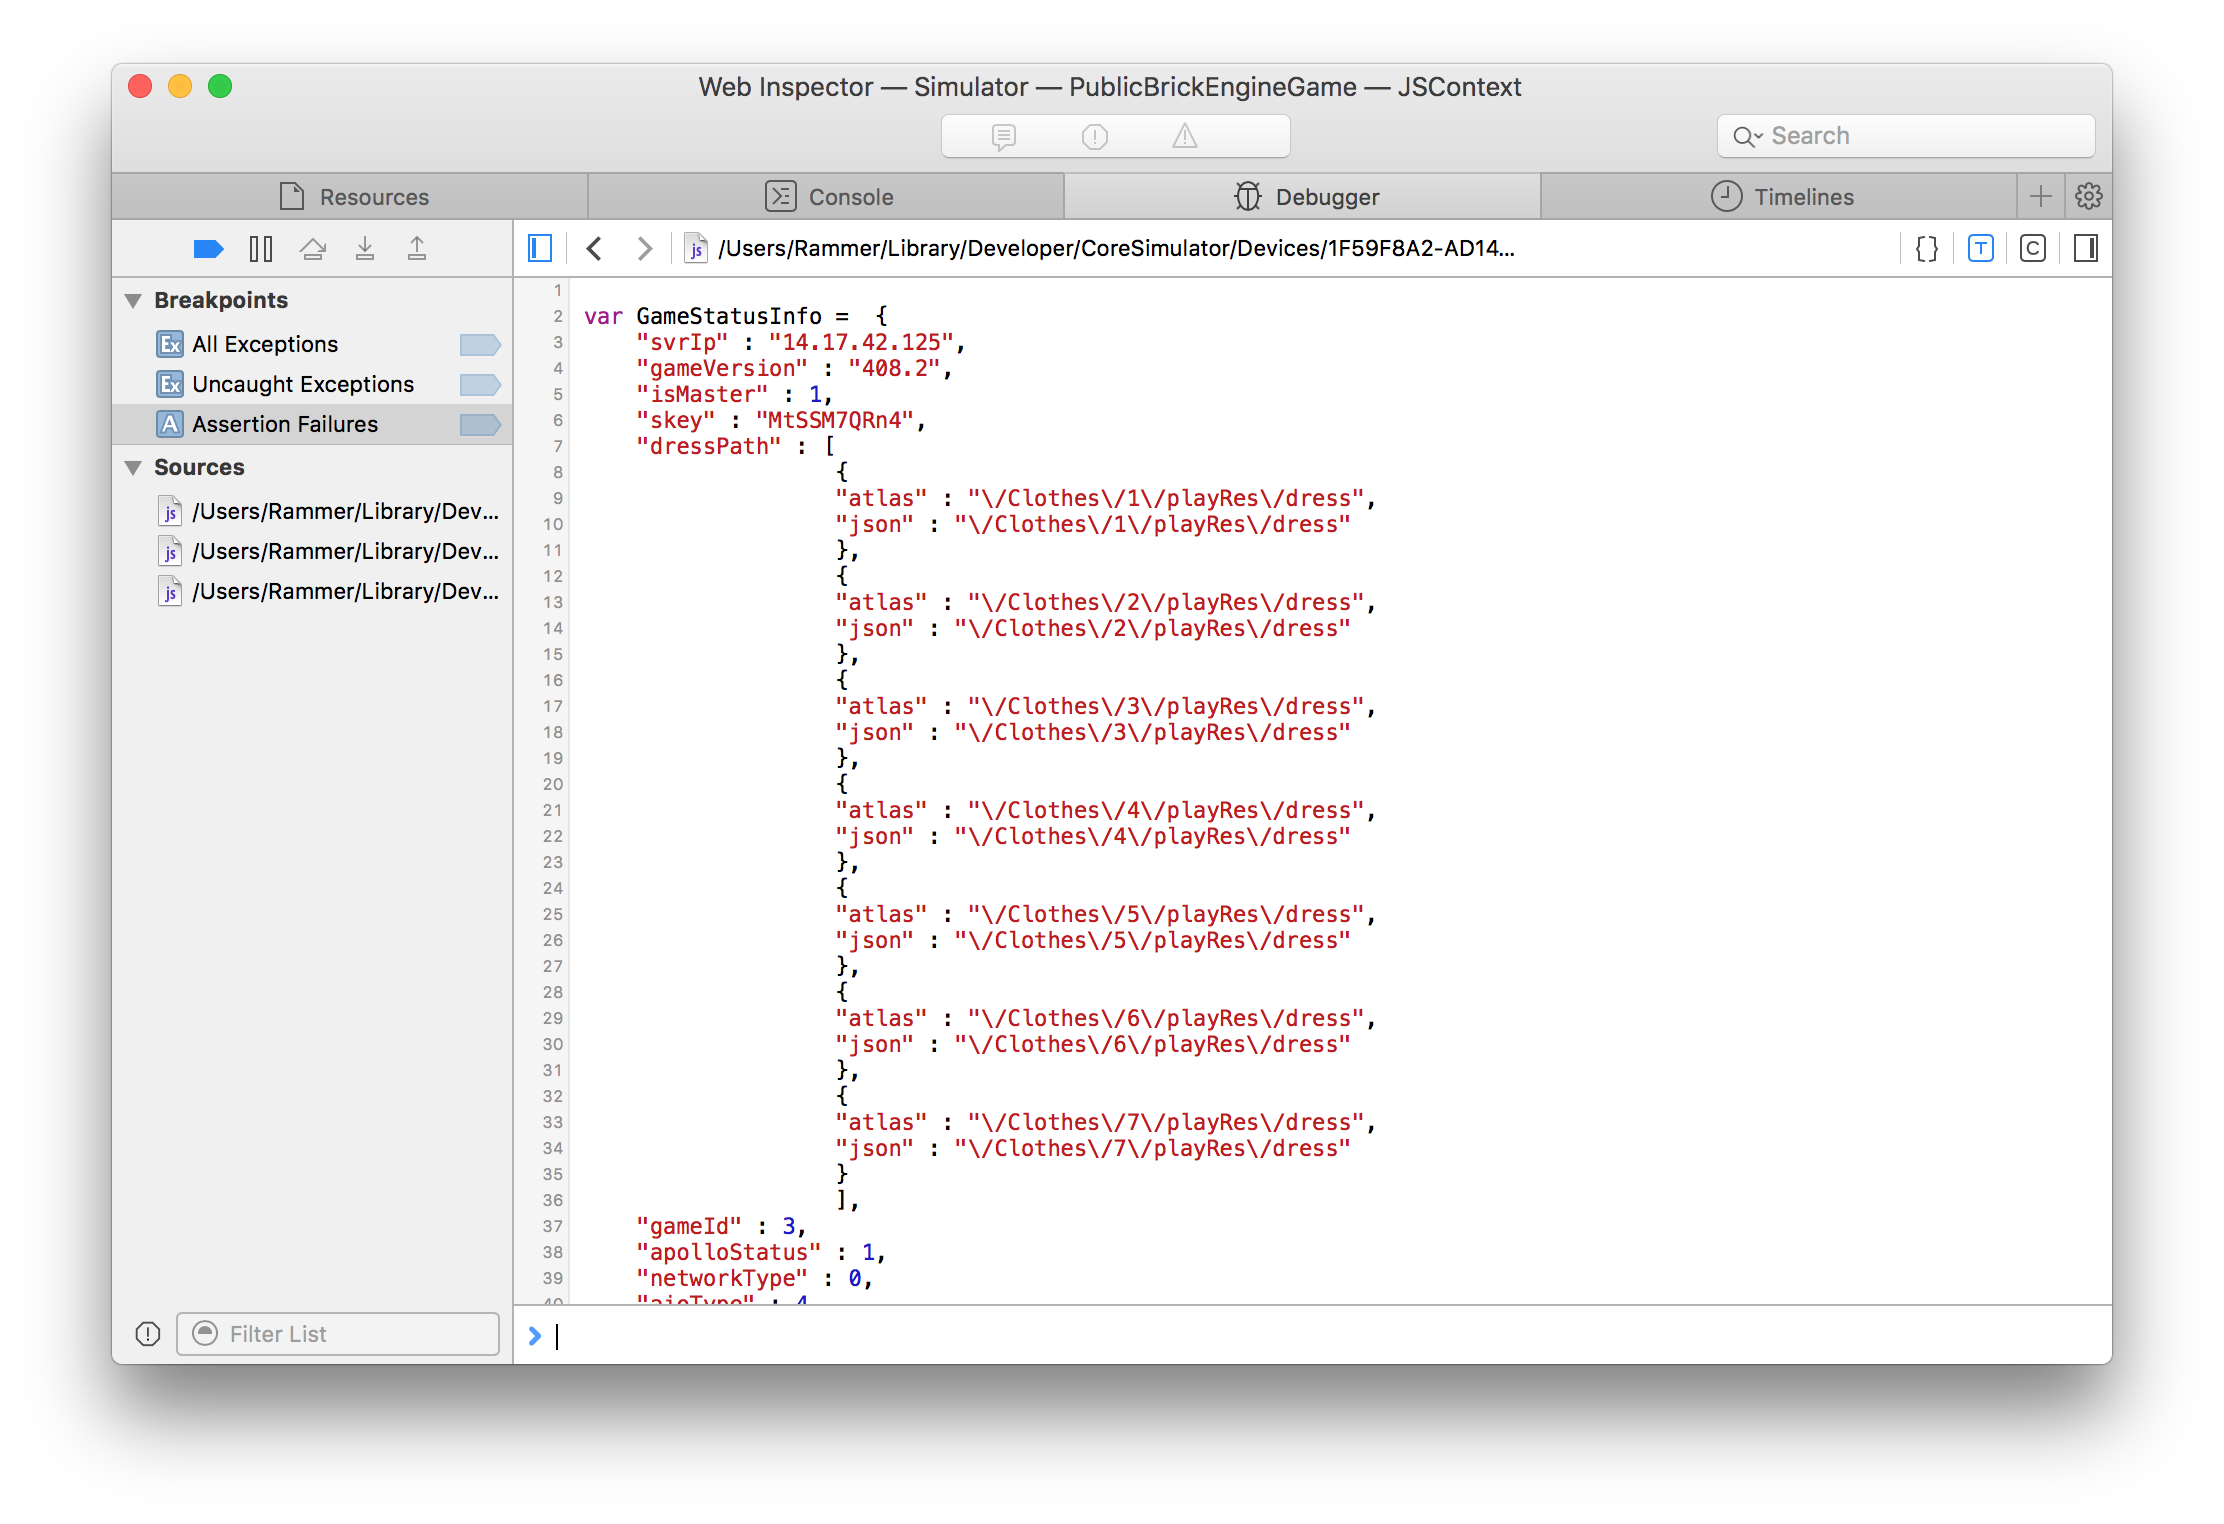 Web Inspector — Simulator — PublicBrickEngineGame — JSContext
Search
Resources
Console
Debugger
Timelines
/Users/Rammer/Library/Developer/CoreSimulator/Devices/1F59F8A2-AD14...
{}
T
C
Breakpoints
Ex All Exceptions
Ex Uncaught Exceptions
A Assertion Failures
Sources
js /Users/Rammer/Library/Dev...
js /Users/Rammer/Library/Dev...
js /Users/Rammer/Library/Dev...
Filter List
1
2 var GameStatusInfo =  {
3 "svrIp" : "14.17.42.125",
4 "gameVersion" : "408.2",
5 "isMaster" : 1,
6 "skey" : "MtSSM7QRn4",
7 "dressPath" : [
8 {
9 "atlas" : "\/Clothes\/1\/playRes\/dress",
10 "json" : "\/Clothes\/1\/playRes\/dress"
11 },
12 {
13 "atlas" : "\/Clothes\/2\/playRes\/dress",
14 "json" : "\/Clothes\/2\/playRes\/dress"
15 },
16 {
17 "atlas" : "\/Clothes\/3\/playRes\/dress",
18 "json" : "\/Clothes\/3\/playRes\/dress"
19 },
20 {
21 "atlas" : "\/Clothes\/4\/playRes\/dress",
22 "json" : "\/Clothes\/4\/playRes\/dress"
23 },
24 {
25 "atlas" : "\/Clothes\/5\/playRes\/dress",
26 "json" : "\/Clothes\/5\/playRes\/dress"
27 },
28 {
29 "atlas" : "\/Clothes\/6\/playRes\/dress",
30 "json" : "\/Clothes\/6\/playRes\/dress"
31 },
32 {
33 "atlas" : "\/Clothes\/7\/playRes\/dress",
34 "json" : "\/Clothes\/7\/playRes\/dress"
35 }
36 ],
37 "gameId" : 3,
38 "apolloStatus" : 1,
39 "networkType" : 0,